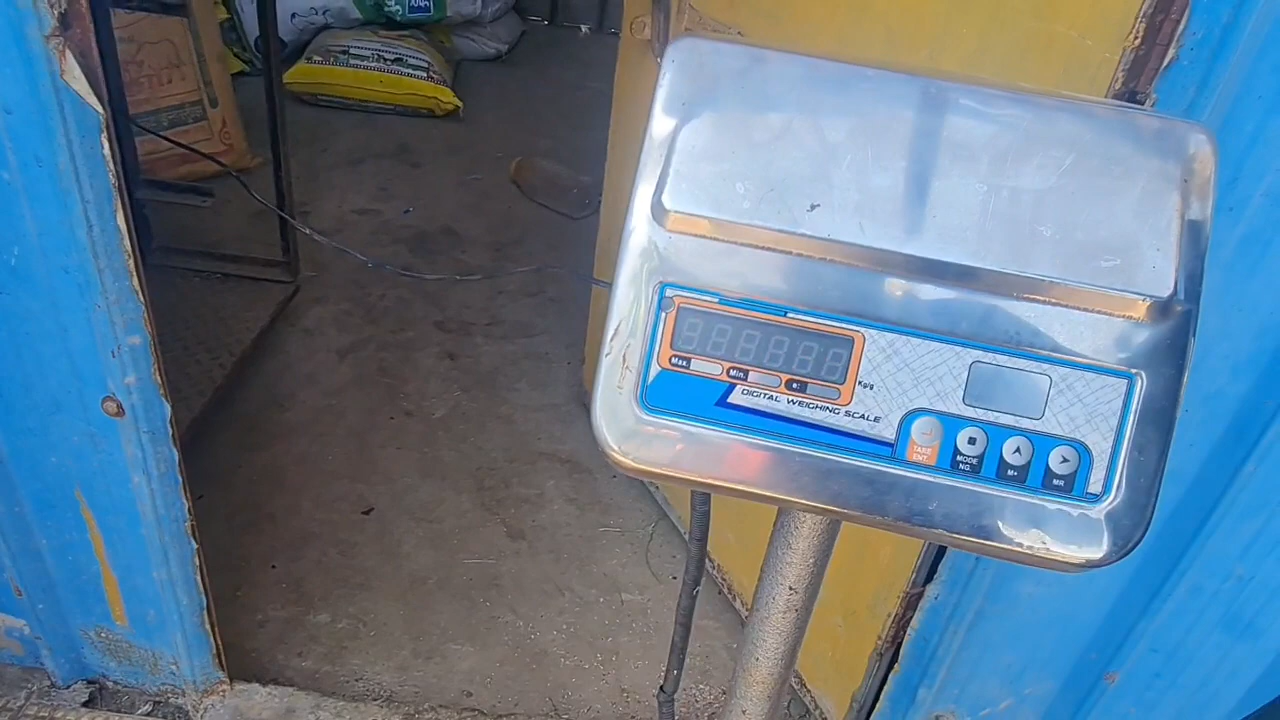 Max.
Min.
e:
Kg/g
DIGITAL WEIGHING SCALE
TARE
ENT.
MODE
NG.
M+
MR